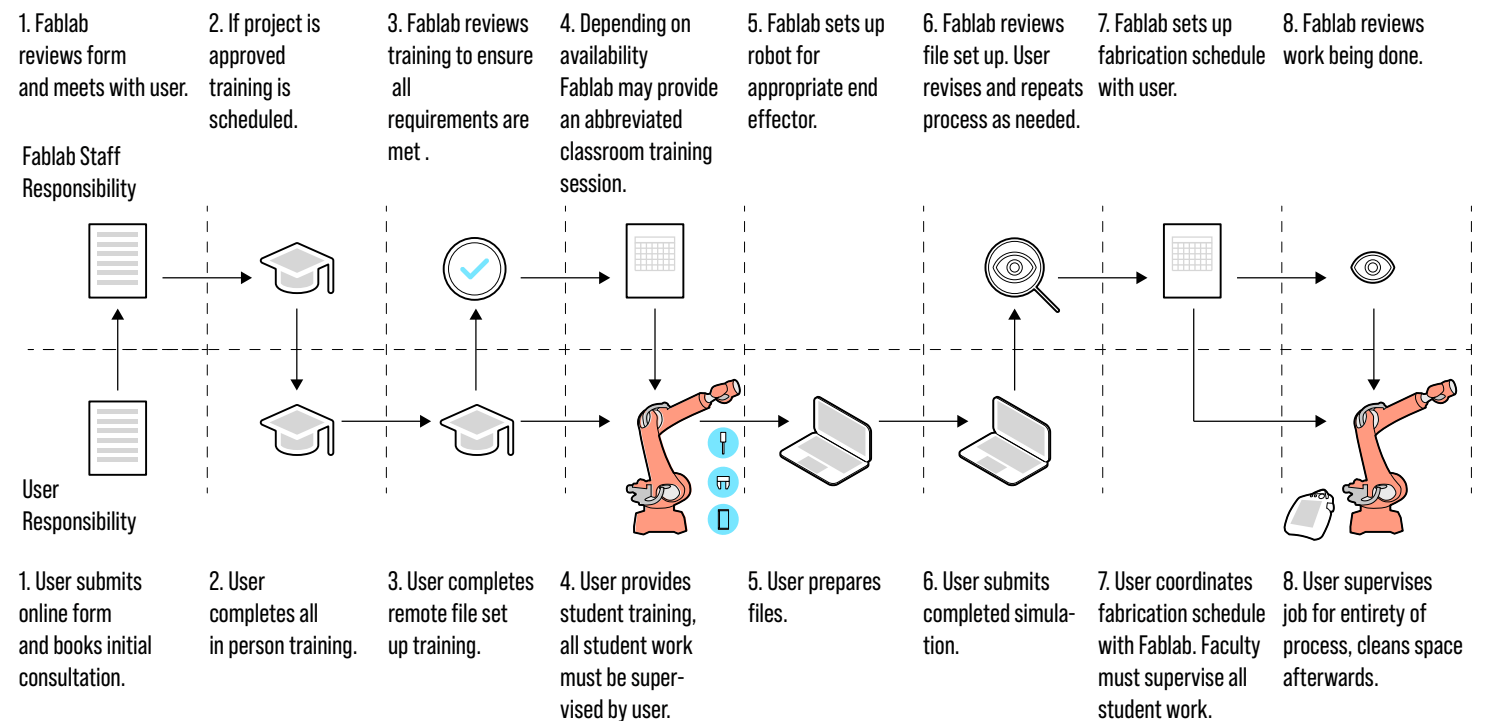 1. Fablab
reviews form
and meets with user.
2. If project is
approved
training is
scheduled.
3. Fablab reviews
training to ensure
all
requirements are
met .
4. Depending on
availability
Fablab may provide
an abbreviated
classroom training
session.
5. Fablab sets up
robot for
appropriate end
effector.
6. Fablab reviews
file set up. User
revises and repeats
process as needed.
7. Fablab sets up
fabrication schedule
with user.
8. Fablab reviews
work being done.
Fablab Staff
Responsibility
User
Responsibility
1. User submits
online form
and books initial
consultation.
2. User
completes all
in person training.
3. User completes
remote file set
up training.
4. User provides
student training,
all student work
must be super-
vised by user.
5. User prepares
files.
6. User submits
completed simula-
tion.
7. User coordinates
fabrication schedule
with Fablab. Faculty
must supervise all
student work.
8. User supervises
job for entirety of
process, cleans space
afterwards.